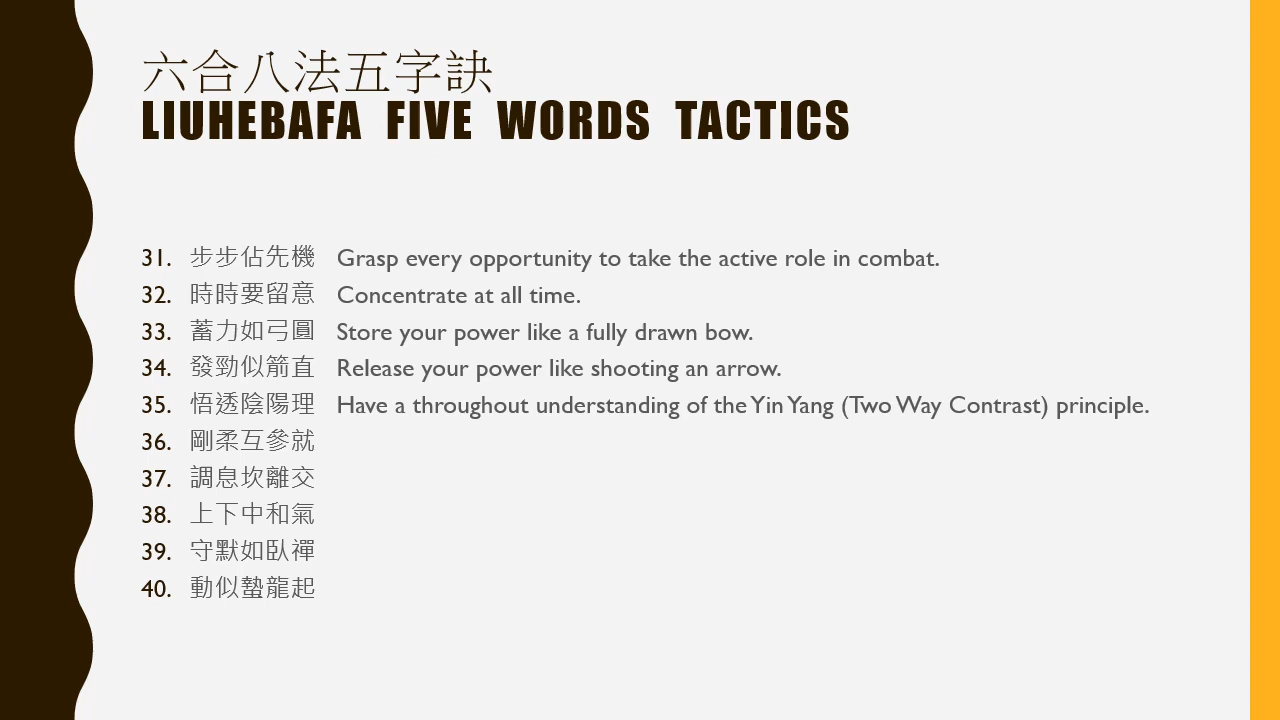 六合八法五字訣
LIUHEBAFA FIVE WORDS TACTICS
31. 步步佔先機 Grasp every opportunity to take the active role in combat.
32. 時時要留意 Concentrate at all time.
33. 蓄力如弓圓 Store your power like a fully drawn bow.
34. 發勁似箭直 Release your power like shooting an arrow.
35. 悟透陰陽理 Have a throughout understanding of the Yin Yang (Two Way Contrast) principle.
36. 剛柔互參就
37. 調息坎離交
38. 上下中和氣
39. 守默如臥禪
40. 動似蟄龍起